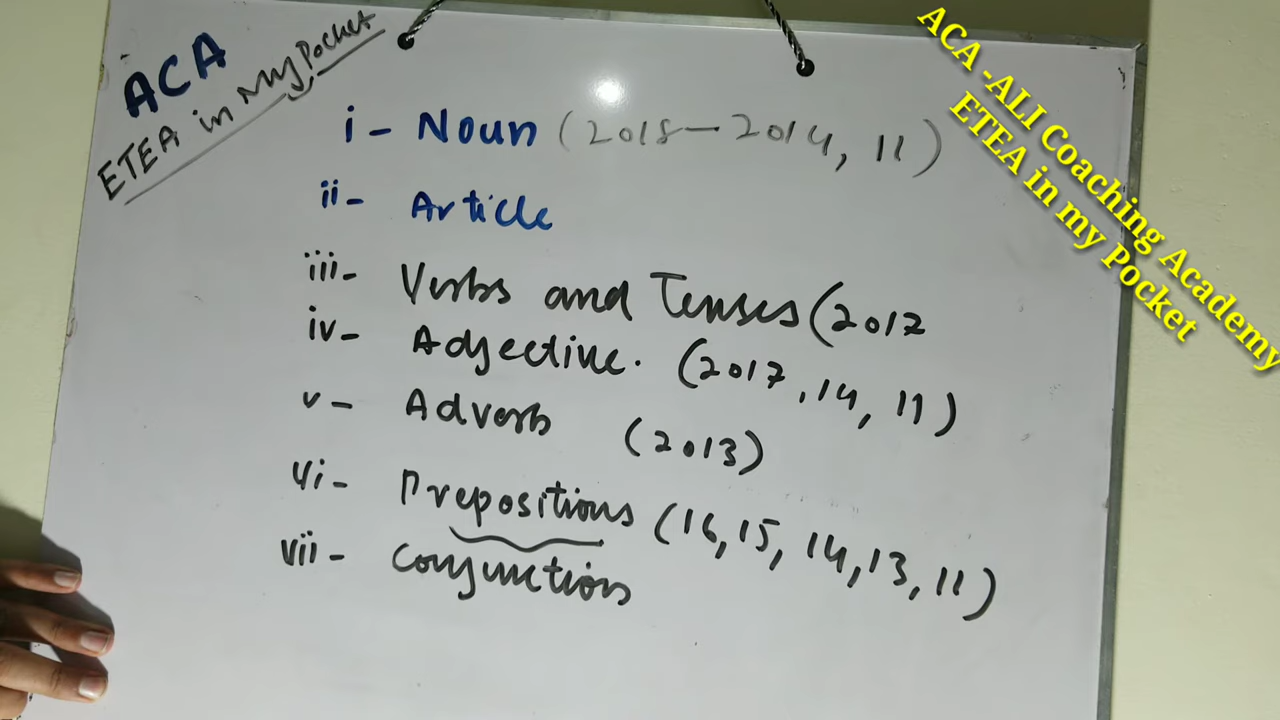 ACA
ETEA in My Pocket
i - Noun (2018 - 2014, 11)
ii - Article
iii - Verbs and Tenses (2017
iv - Adjective. (2017, 14, 11)
v - Adverb (2013)
vi - Prepositions (16, 15, 14, 13, 11)
vii - Conjunctions
ACA -ALI Coaching Academy
ETEA in my Pocket